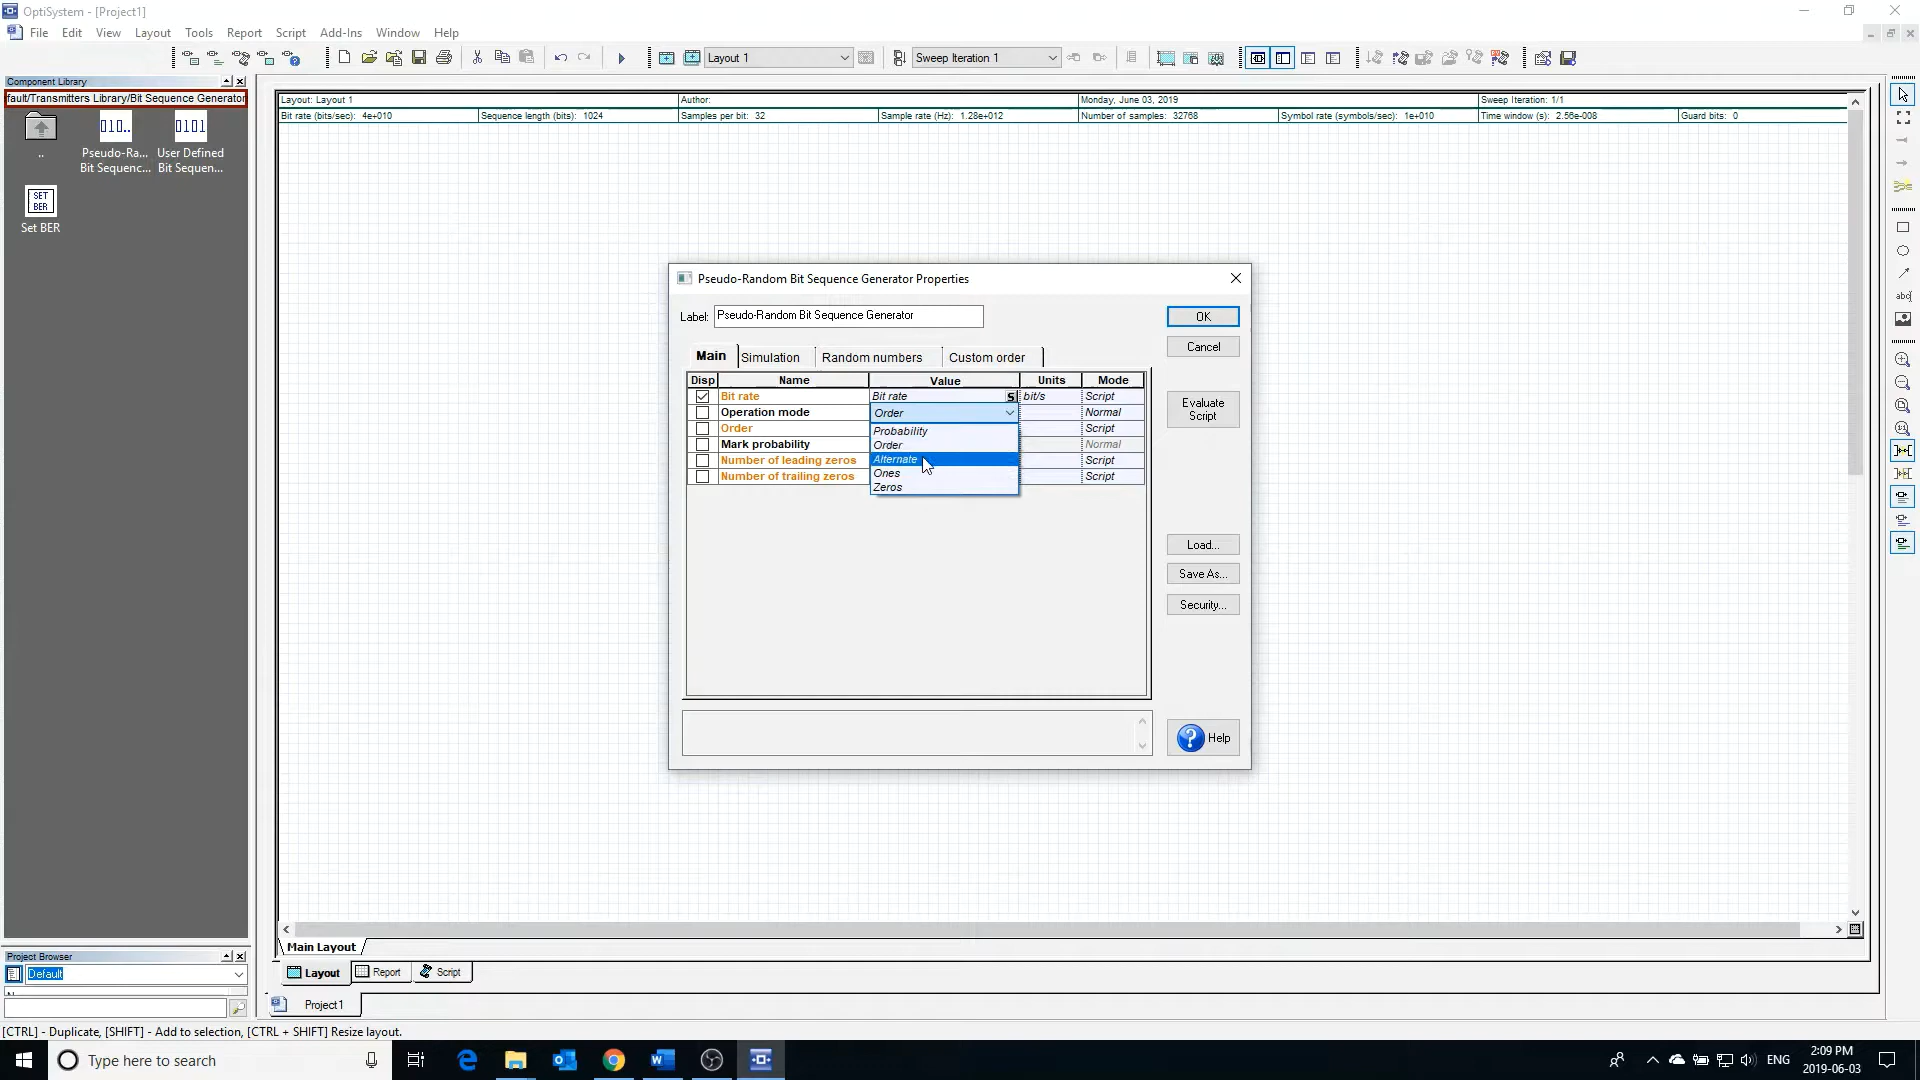 OptiSystem - [Project1]
File Edit View Layout Tools Report Script Add-Ins Window Help
Layout 1
Sweep Iteration 1
Component Library
fault/Transmitters Library/Bit Sequence Generator
..
010..
Pseudo-Ra...
Bit Sequenc...
0101
User Defined
Bit Sequen...
SET
BER
Set BER
Layout: Layout 1 Author: Monday, June 03, 2019 Sweep Iteration: 1/1
Bit rate (bits/sec): 4e+010 Sequence length (bits): 1024 Samples per bit: 32 Sample rate (Hz): 1.28e+012 Number of samples: 32768 Symbol rate (symbols/sec): 1e+010 Time window (s): 2.56e-008 Guard bits: 0
Pseudo-Random Bit Sequence Generator Properties
Label: Pseudo-Random Bit Sequence Generator
OK
Cancel
Evaluate
Script
Load...
Save As...
Security...
Help
Main Simulation Random numbers Custom order
Disp Name Value Units Mode
Bit rate Bit rate S bit/s Script
Operation mode Order Normal
Order Script
Mark probability Normal
Number of leading zeros Script
Number of trailing zeros Script
Probability
Order
Alternate
Ones
Zeros
abc
1:1
Main Layout
Layout Report Script
Project1
Project Browser
Default
[CTRL] - Duplicate, [SHIFT] - Add to selection, [CTRL + SHIFT] Resize layout.
Type here to search
ENG
2:09 PM
2019-06-03